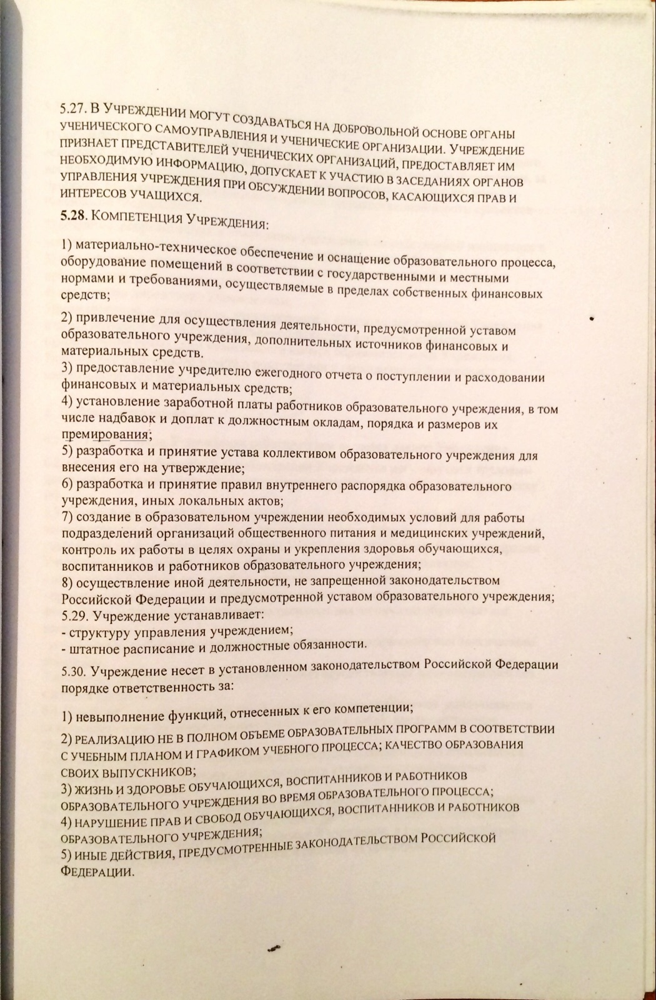 5.27. В Учреждении могут создаваться на добровольной основе органы
ученического самоуправления и ученические организации. Учреждение
признает представителей ученических организаций, предоставляет им
необходимую информацию, допускает к участию в заседаниях органов
управления учреждения при обсуждении вопросов, касающихся прав и
интересов учащихся.
5.28. Компетенция Учреждения:
1) материально-техническое обеспечение и оснащение образовательного процесса,
оборудование помещений в соответствии с государственными и местными
нормами и требованиями, осуществляемые в пределах собственных финансовых
средств;
2) привлечение для осуществления деятельности, предусмотренной уставом
образовательного учреждения, дополнительных источников финансовых и
материальных средств.
3) предоставление учредителю ежегодного отчета о поступлении и расходовании
финансовых и материальных средств;
4) установление заработной платы работников образовательного учреждения, в том
числе надбавок и доплат к должностным окладам, порядка и размеров их
премирования;
5) разработка и принятие устава коллективом образовательного учреждения для
внесения его на утверждение;
6) разработка и принятие правил внутреннего распорядка образовательного
учреждения, иных локальных актов;
7) создание в образовательном учреждении необходимых условий для работы
подразделений организаций общественного питания и медицинских учреждений,
контроль их работы в целях охраны и укрепления здоровья обучающихся,
воспитанников и работников образовательного учреждения;
8) осуществление иной деятельности, не запрещенной законодательством
Российской Федерации и предусмотренной уставом образовательного учреждения;
5.29. Учреждение устанавливает:
- структуру управления учреждением;
- штатное расписание и должностные обязанности.
5.30. Учреждение несет в установленном законодательством Российской Федерации
порядке ответственность за:
1) невыполнение функций, отнесенных к его компетенции;
2) реализацию не в полном объеме образовательных программ в соответствии
с учебным планом и графиком учебного процесса; качество образования
своих выпускников;
3) жизнь и здоровье обучающихся, воспитанников и работников
образовательного учреждения во время образовательного процесса;
4) нарушение прав и свобод обучающихся, воспитанников и работников
образовательного учреждения;
5) иные действия, предусмотренные законодательством Российской
Федерации.